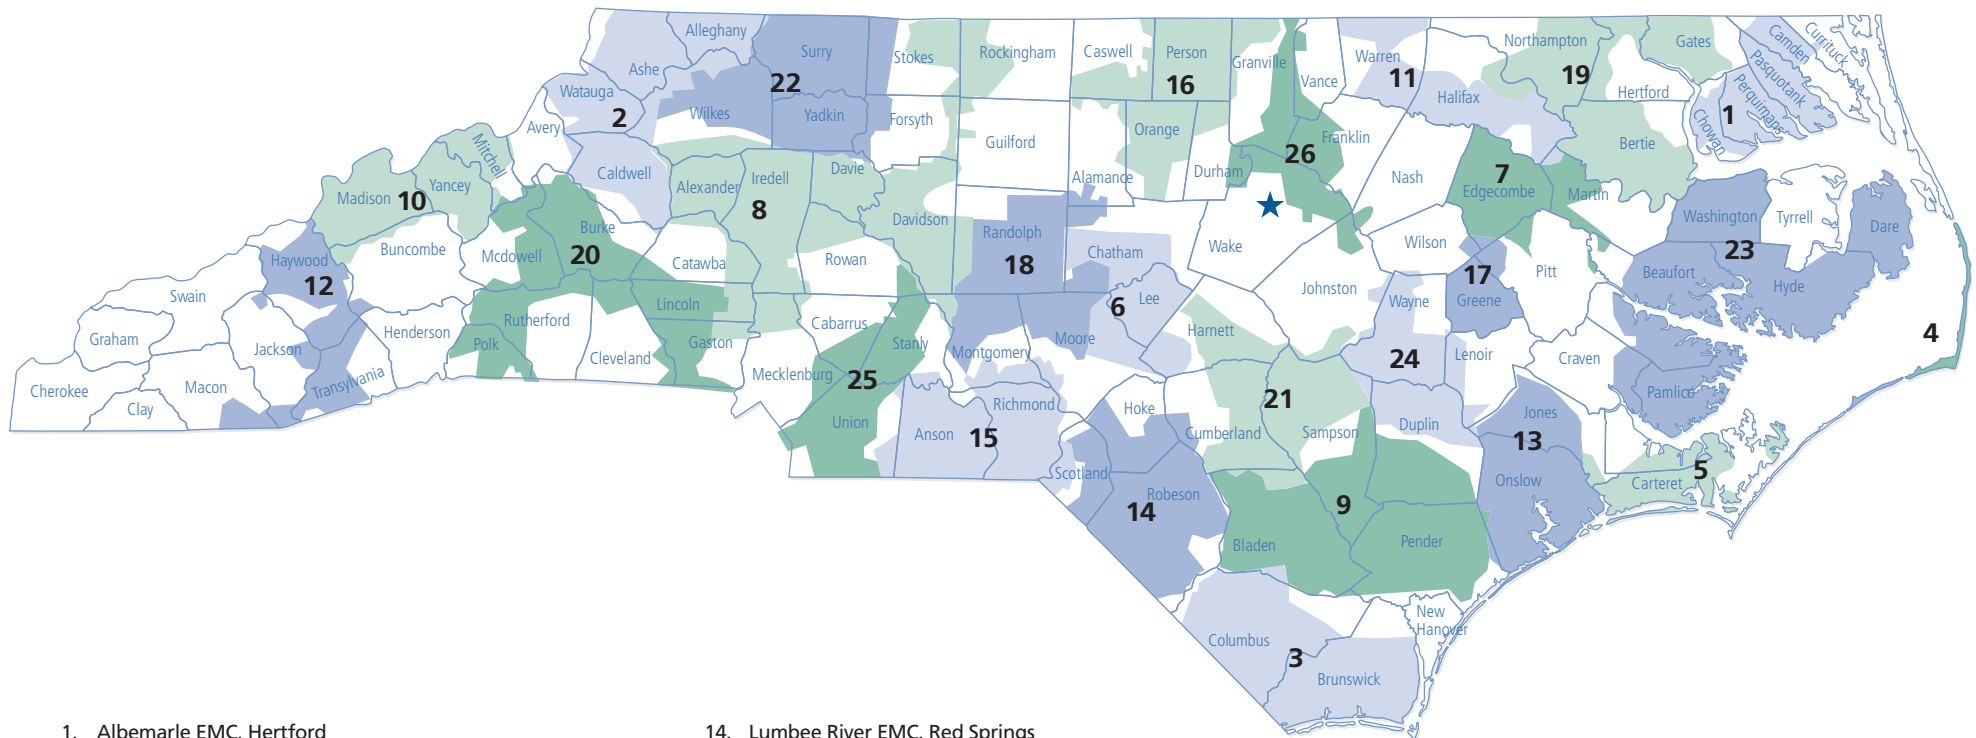 Alleghany
Surry
Stokes
Rockingham
Caswell
Person
Granville
Vance
Warren
Northampton
Gates
Camden
Currituck
Pasquotank
Perquimans
Chowan
Ashe
22
Watauga
2
Wilkes
Yadkin
Forsyth
Guilford
16
11
Halifax
19
Hertford
1
Avery
Mitchell
Orange
Durham
Franklin
26
Bertie
Caldwell
Alexander
Iredell
Davie
Alamance
Nash
7
Edgecombe
Martin
Madison
10
Yancey
8
Davidson
Randolph
18
Washington
Tyrrell
Dare
Burke
Buncombe
Mcdowell
20
Catawba
Rowan
Chatham
Wake
Wilson
Pitt
23
Haywood
12
Swain
Lincoln
6
Lee
Johnston
Wayne
17
Greene
Beaufort
Hyde
4
Graham
Jackson
Henderson
Rutherford
Polk
Cleveland
Gaston
Cabarrus
Stanly
Montgomery
Moore
Harnett
24
Lenoir
Craven
Cherokee
Clay
Macon
Transylvania
Mecklenburg
25
Union
Anson
15
Richmond
Hoke
Cumberland
21
Sampson
Duplin
Jones
13
Pamlico
Scotland
Robeson
14
9
Onslow
Carteret
5
Bladen
Pender
Columbus
3
Brunswick
New
Hanover
1. Albemarle EMC, Hertford
14. Lumbee River EMC, Red Springs